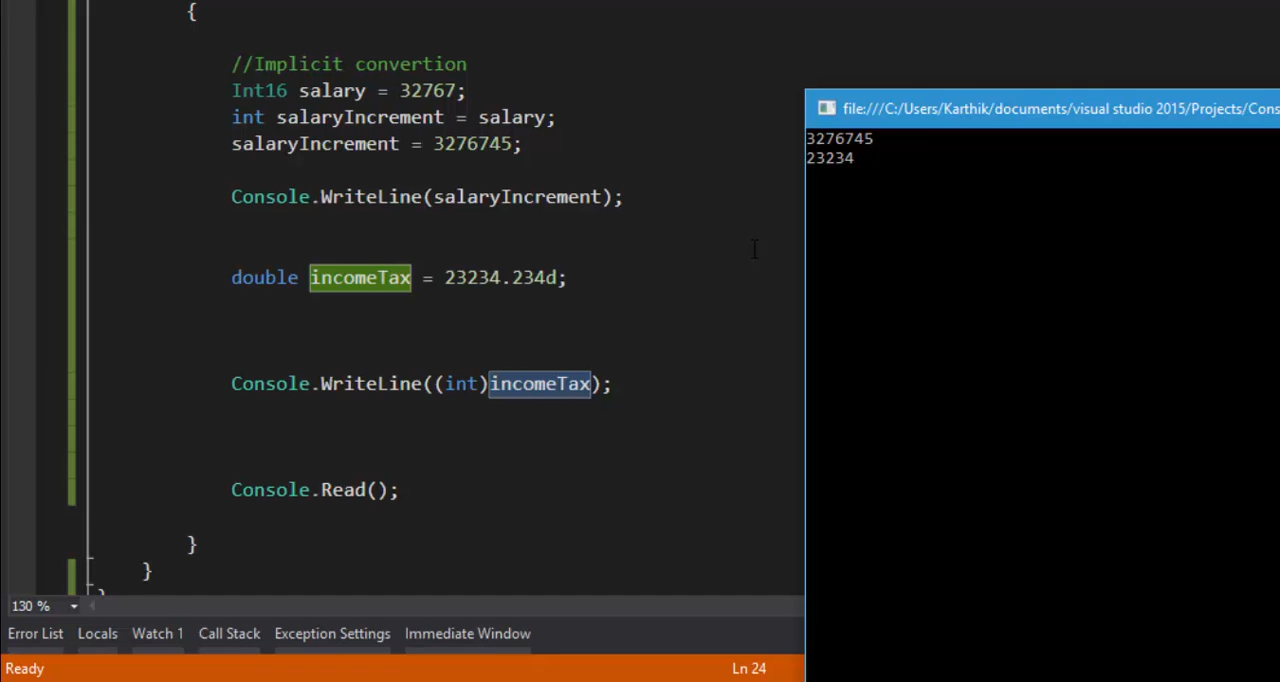 {
//Implicit convertion
Int16 salary = 32767;
int salaryIncrement = salary;
salaryIncrement = 3276745;
Console.WriteLine(salaryIncrement);
double incomeTax = 23234.234d;
Console.WriteLine((int)incomeTax);
Console.Read();
}
}
}
130 %
Error List Locals Watch 1 Call Stack Exception Settings Immediate Window
Ready Ln 24
file:///C:/Users/Karthik/documents/visual studio 2015/Projects/Cons
3276745
23234